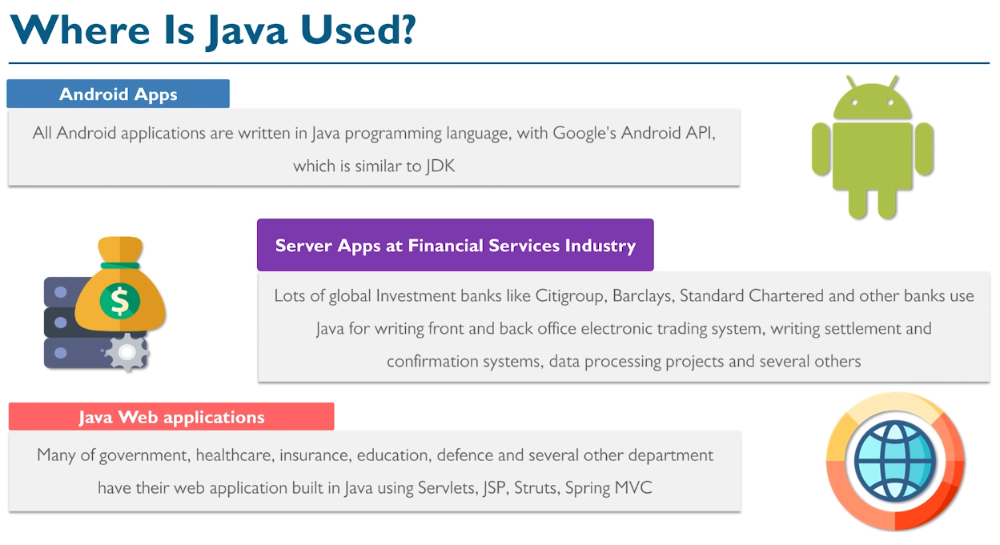 Where Is Java Used?
Android Apps
All Android applications are written in Java programming language, with Google's Android API,
which is similar to JDK
Server Apps at Financial Services Industry
Lots of global Investment banks like Citigroup, Barclays, Standard Chartered and other banks use
Java for writing front and back office electronic trading system, writing settlement and
confirmation systems, data processing projects and several others
$
Java Web applications
Many of government, healthcare, insurance, education, defence and several other department
have their web application built in Java using Servlets, JSP, Struts, Spring MVC